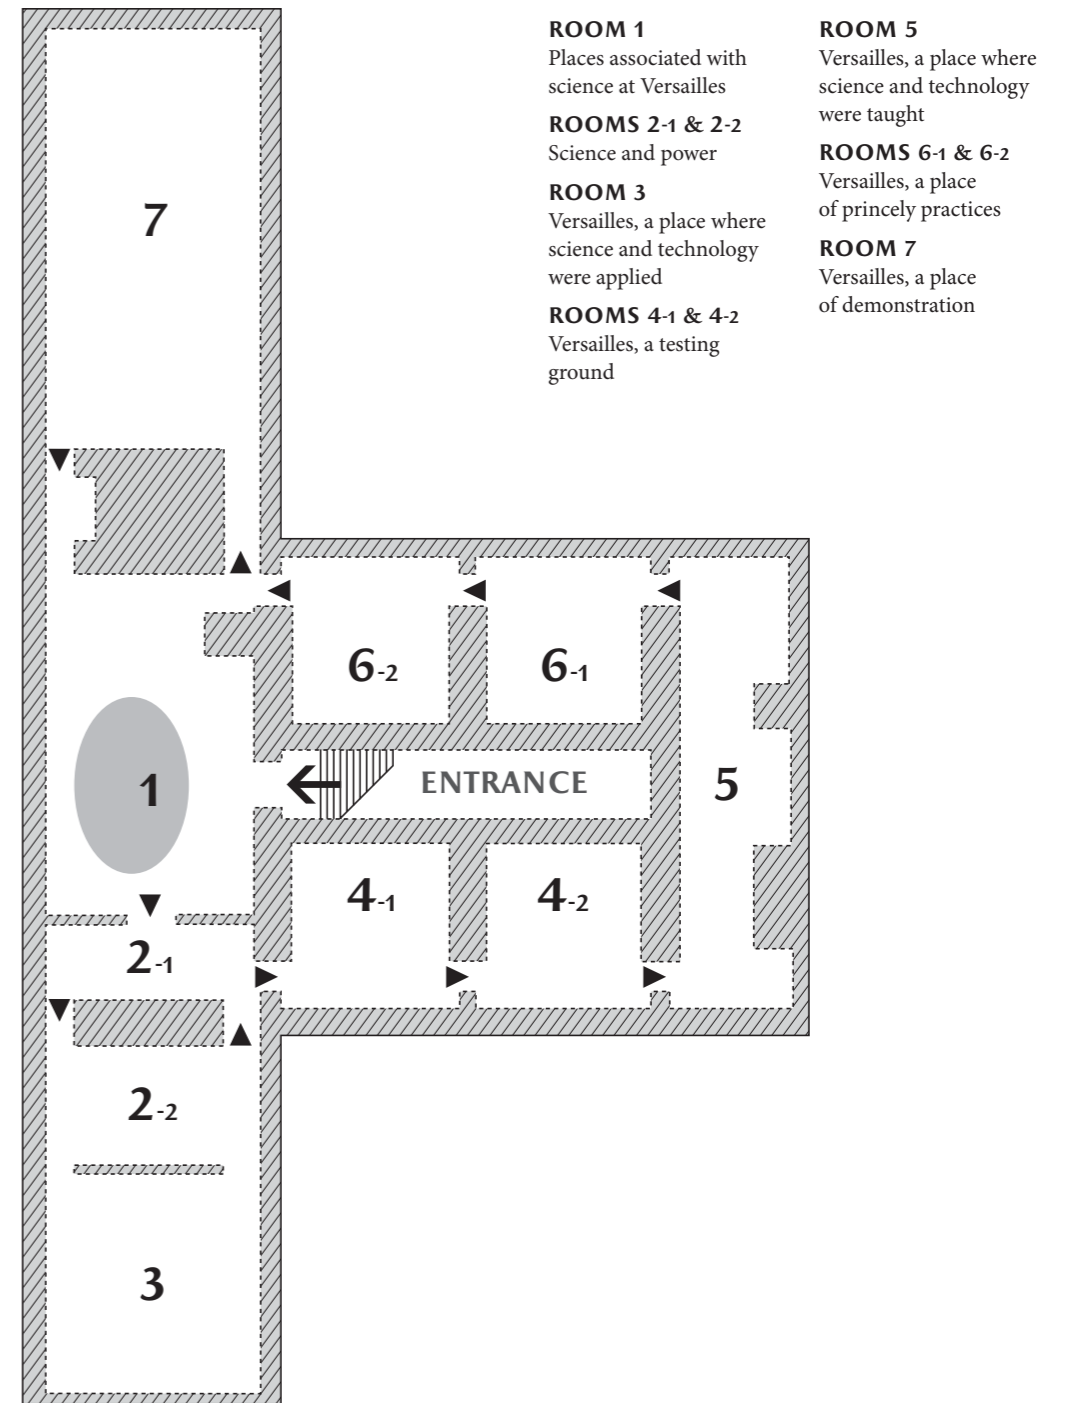 ROOM 1
Places associated with
science at Versailles
ROOMS 2-1 & 2-2
Science and power
ROOM 3
Versailles, a place where
science and technology
were applied
ROOMS 4-1 & 4-2
Versailles, a testing
ground
ROOM 5
Versailles, a place where
science and technology
were taught
ROOMS 6-1 & 6-2
Versailles, a place
of princely practices
ROOM 7
Versailles, a place
of demonstration
7
6-2
6-1
1
ENTRANCE
5
4-1
4-2
2-1
2-2
3